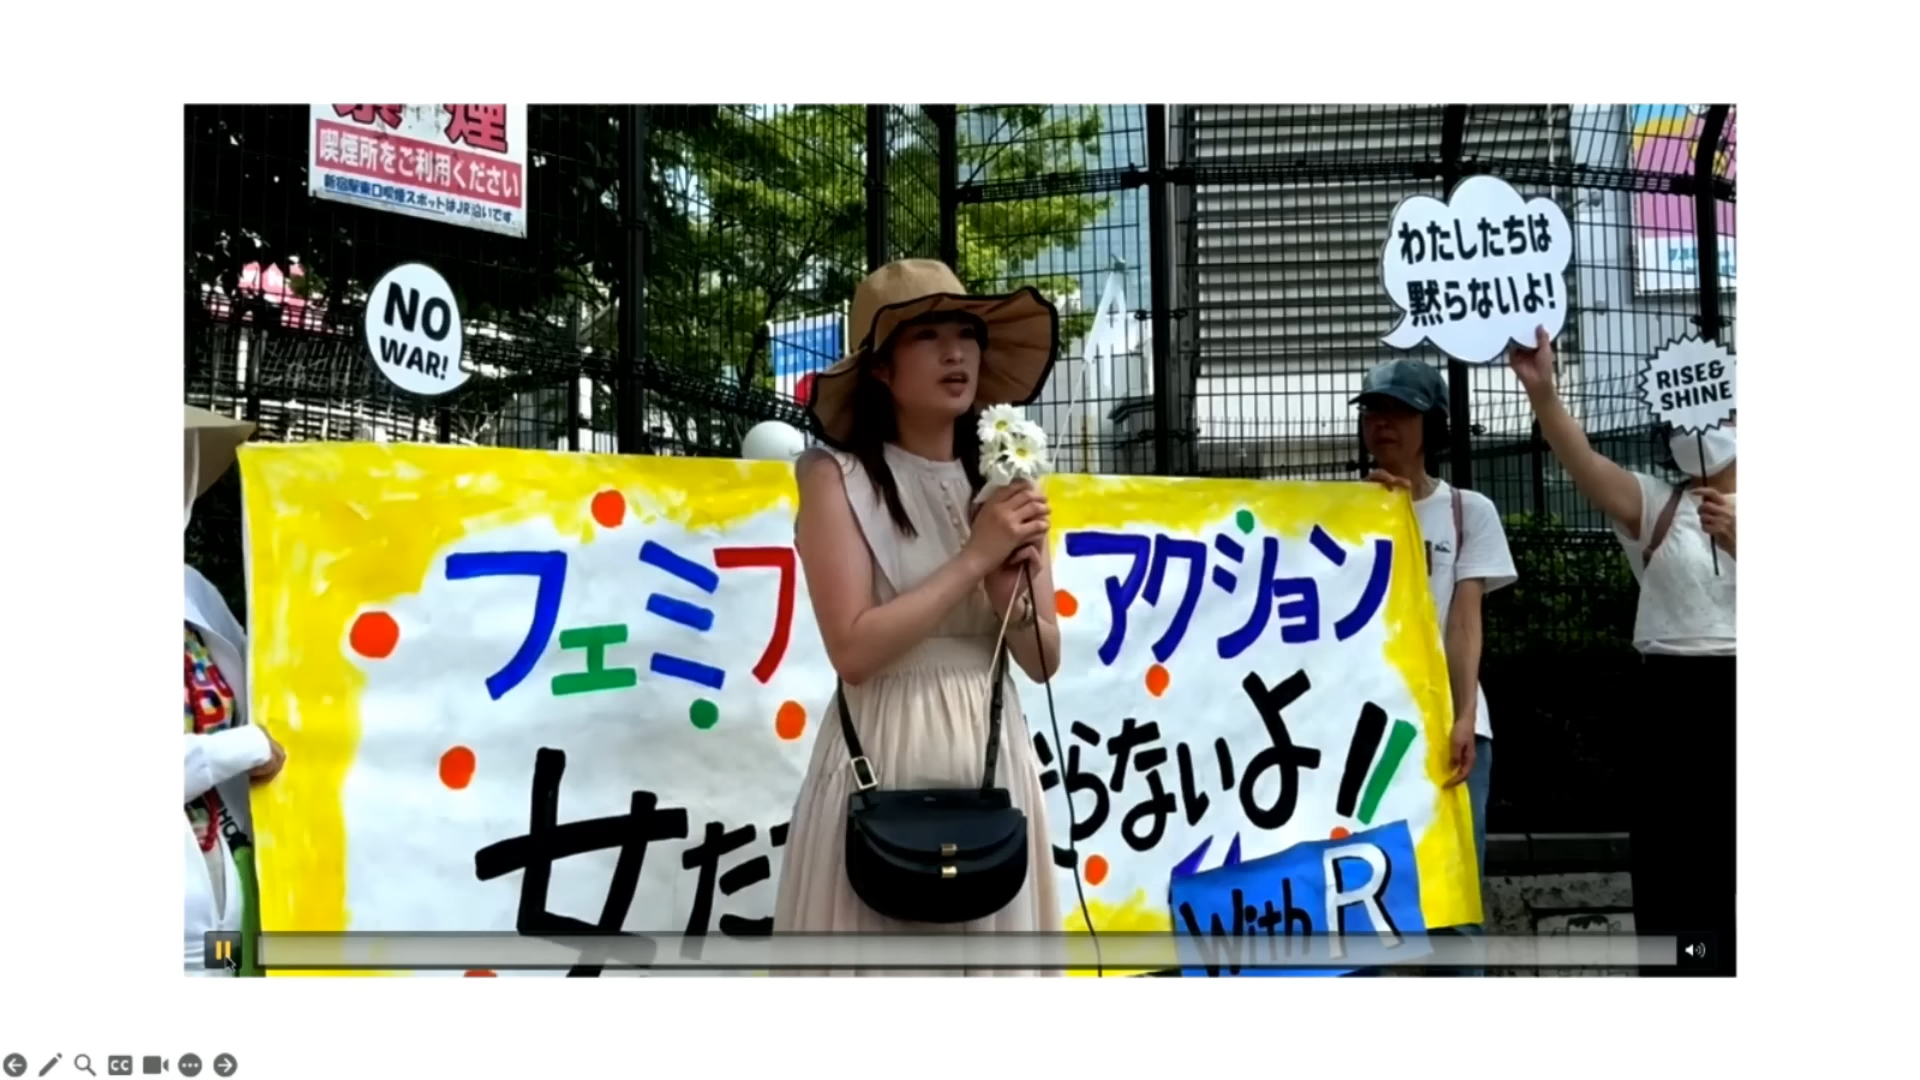 禁煙
喫煙所をご利用ください
新宿駅東口喫煙スポットはJR沿いです。
NO
WAR!
わたしたちは
黙らないよ!
RISE&
SHINE
フェミフ アクション
女た らないよ!!
With R
CC